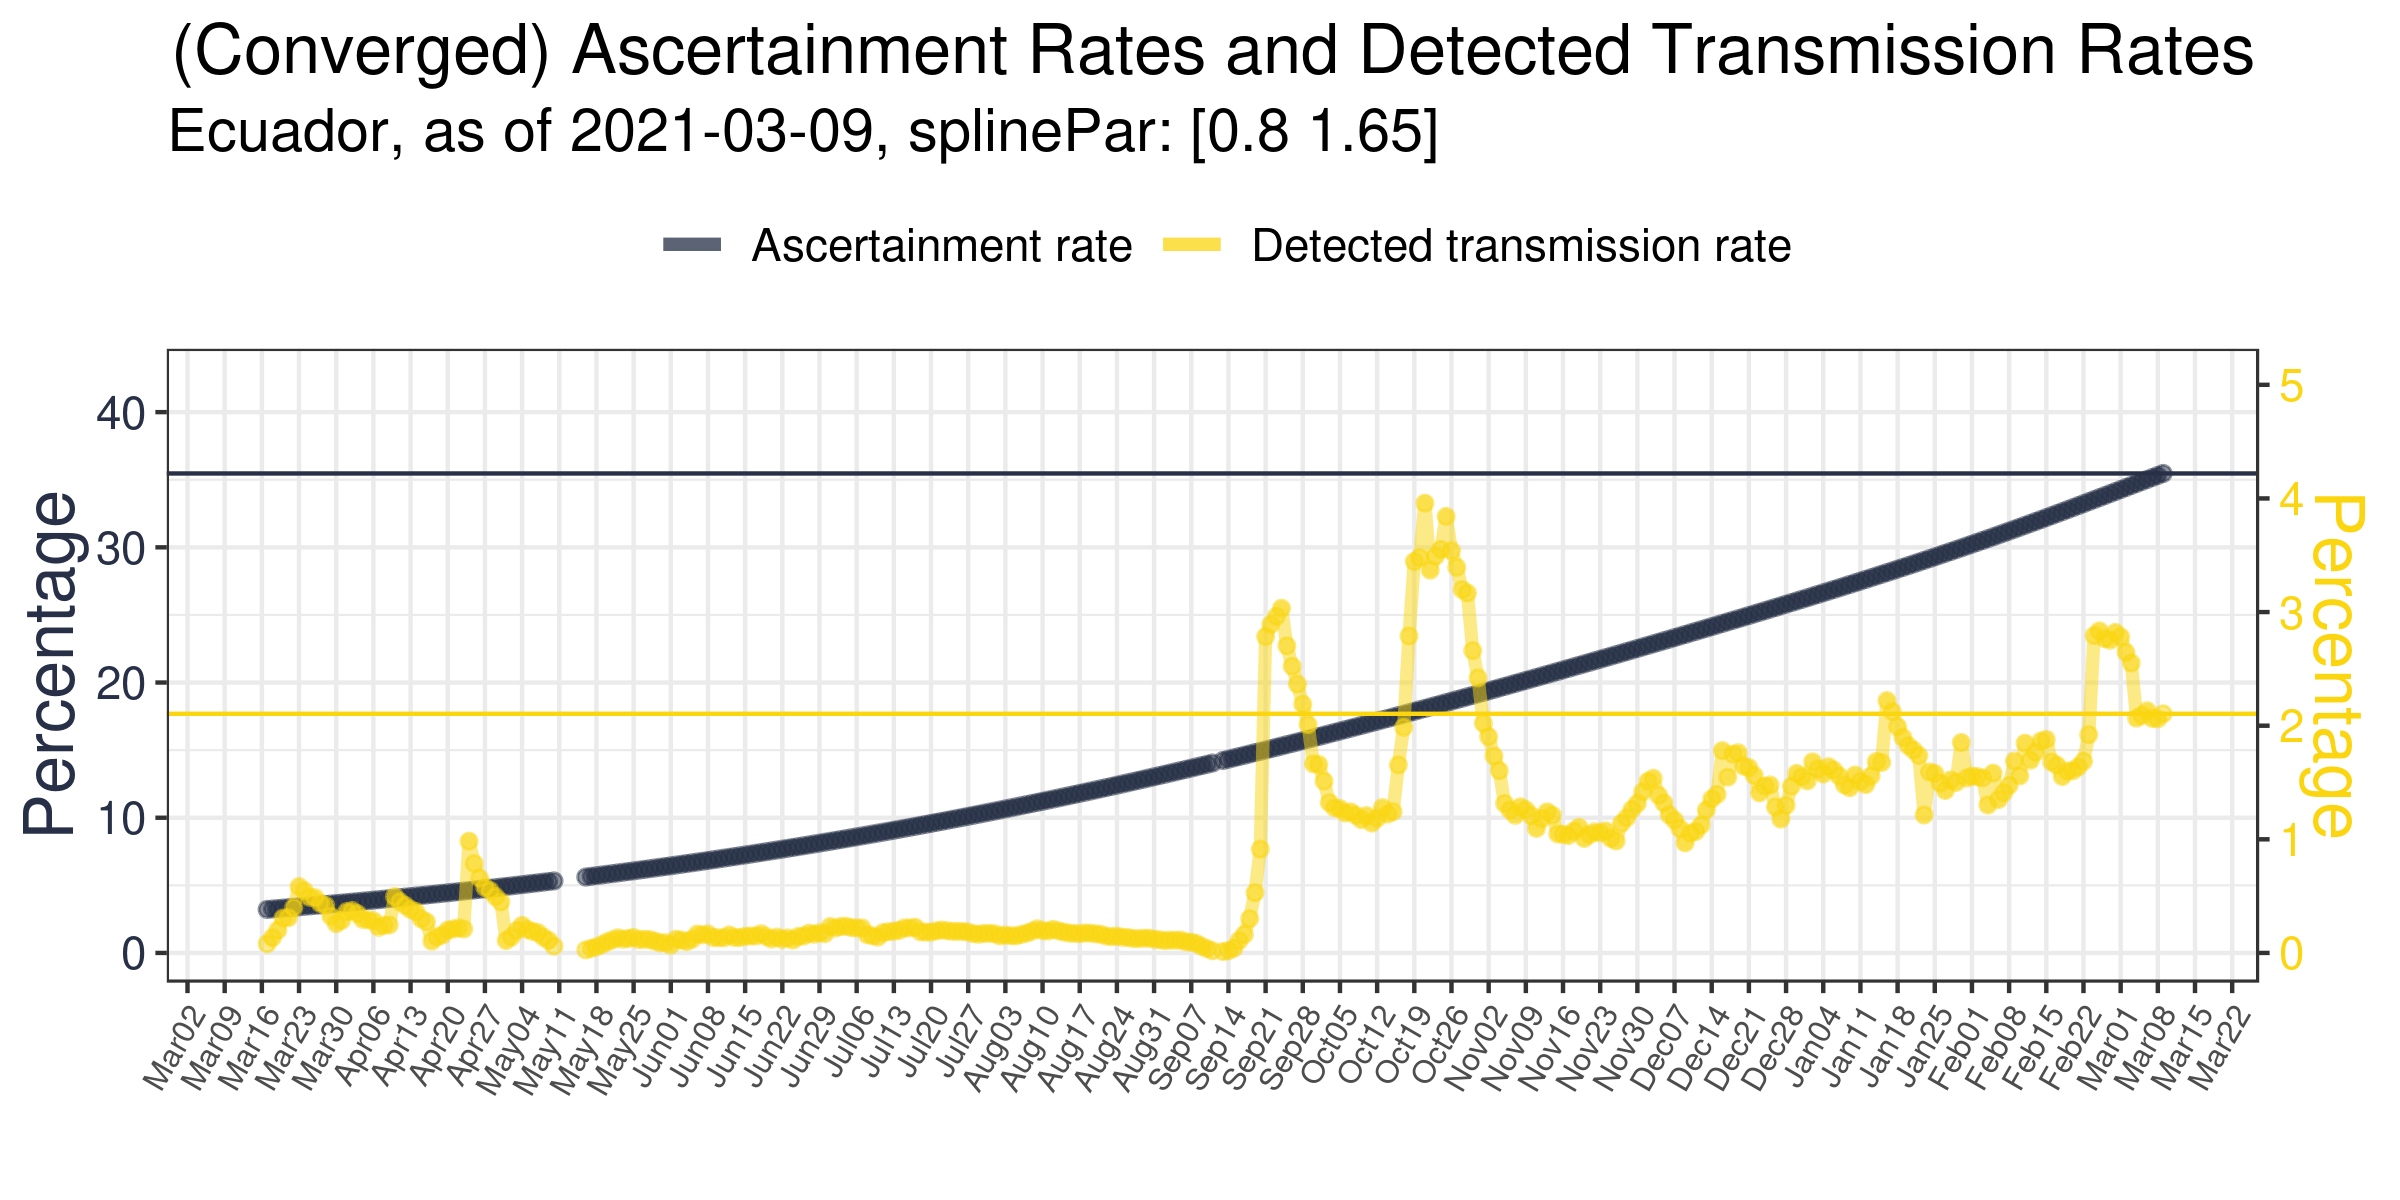 (Converged) Ascertainment Rates and Detected Transmission Rates
Ecuador, as of 2021-03-09, splinePar: [0.8 1.65]
Ascertainment rate Detected transmission rate
Percentage
40
30
20
10
0
5
4
3
2
1
0
Percentage
Mar02 Mar09 Mar16 Mar23 Mar30 Apr06 Apr13 Apr20 Apr27 May04 May11 May18 May25 Jun01 Jun08 Jun15 Jun22 Jun29 Jul06 Jul13 Jul20 Jul27 Aug03 Aug10 Aug17 Aug24 Aug31 Sep07 Sep14 Sep21 Sep28 Oct05 Oct12 Oct19 Oct26 Nov02 Nov09 Nov16 Nov23 Nov30 Dec07 Dec14 Dec21 Dec28 Jan04 Jan11 Jan18 Jan25 Feb01 Feb08 Feb15 Feb22 Mar01 Mar08 Mar15 Mar22